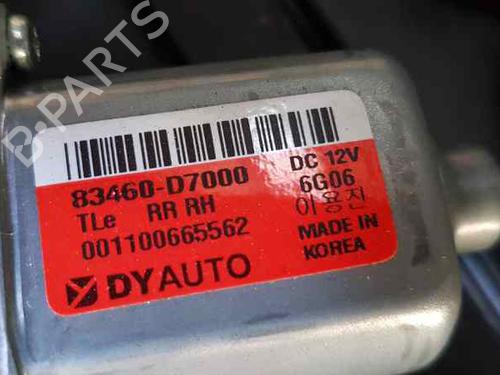 B-PARTS
83460-D7000 DC 12V
TLe RR RH 6G06
001100665562 이용진
DYAUTO MADE IN
KOREA